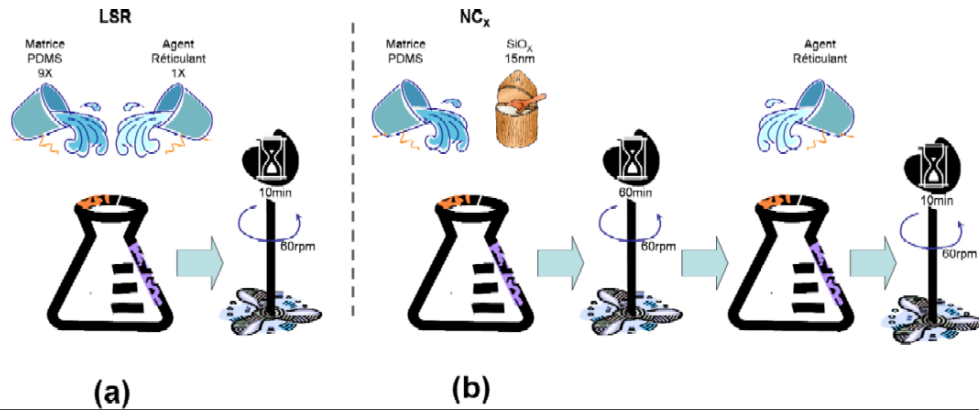 LSR
Matrice
PDMS
9X
Agent
Réticulant
1X
10min
60rpm
(a)
NCx
Matrice
PDMS
SiOx
15nm
60min
60rpm
Agent
Réticulant
10min
60rpm
(b)